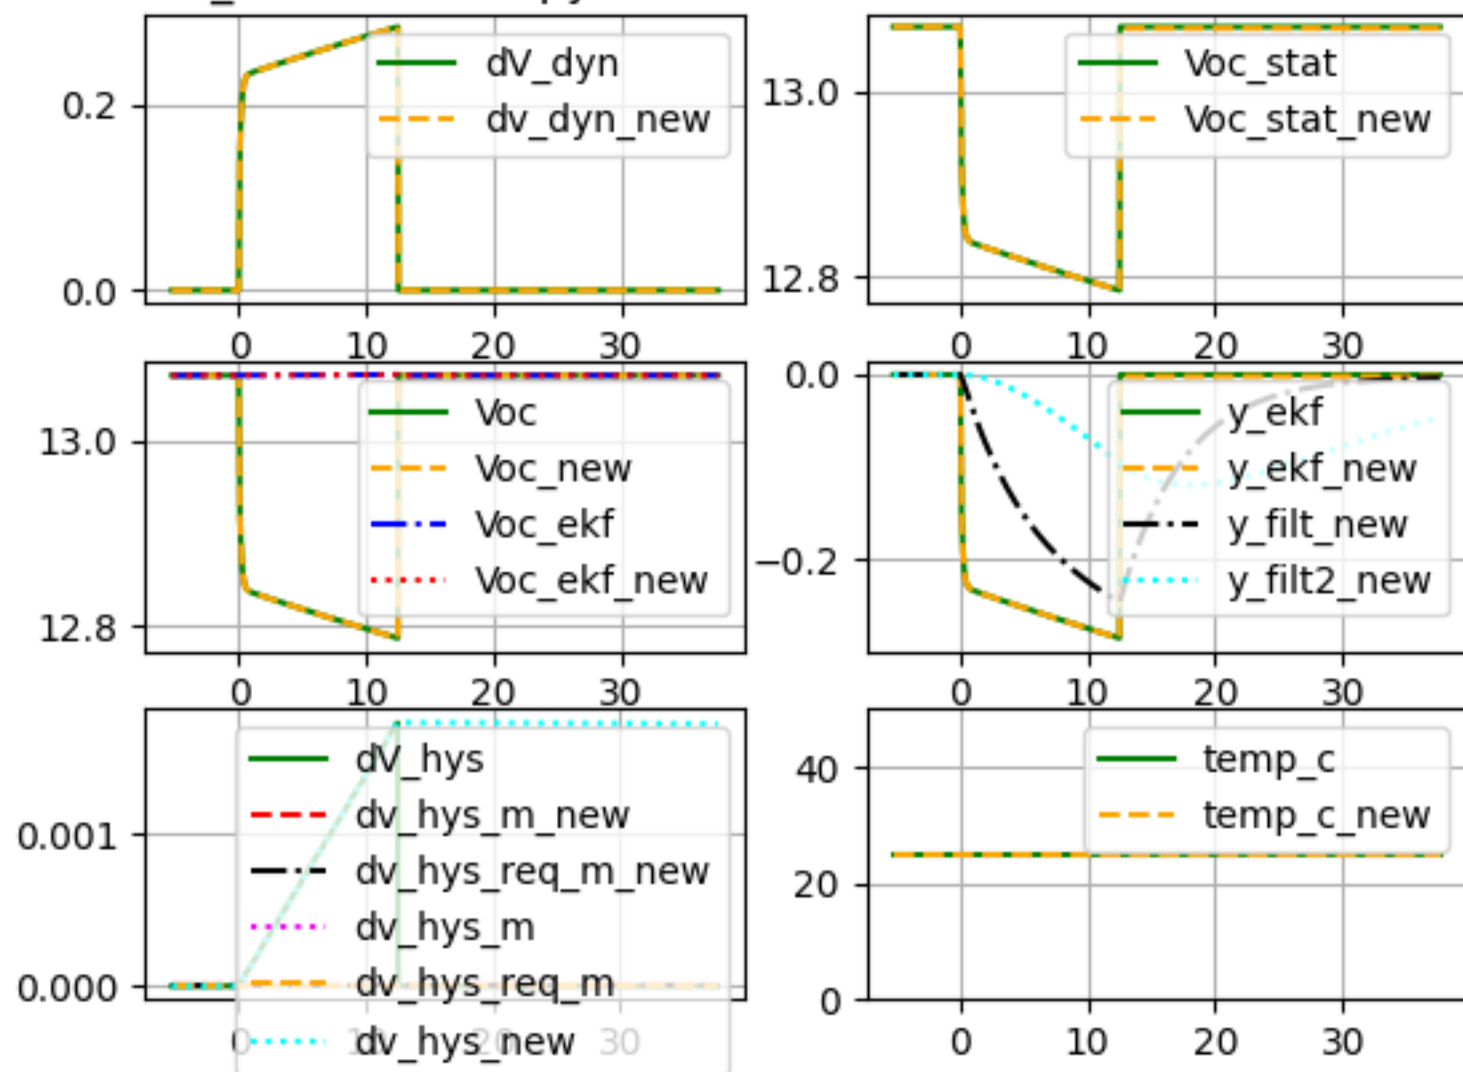 0.2
0.0
dV_dyn
dv_dyn_new
0 10 20 30
13.0
12.8
Voc_stat
Voc_stat_new
0 10 20 30
13.0
12.8
Voc
Voc_new
Voc_ekf
Voc_ekf_new
0 10 20 30
0.0
−0.2
y_ekf
y_ekf_new
y_filt_new
y_filt2_new
0 10 20 30
0.001
0.000
dV_hys
dv_hys_m_new
dv_hys_req_m_new
dv_hys_m
dv_hys_req_m
dv_hys_new
0 10 20 30
40
20
0
temp_c
temp_c_new
0 10 20 30